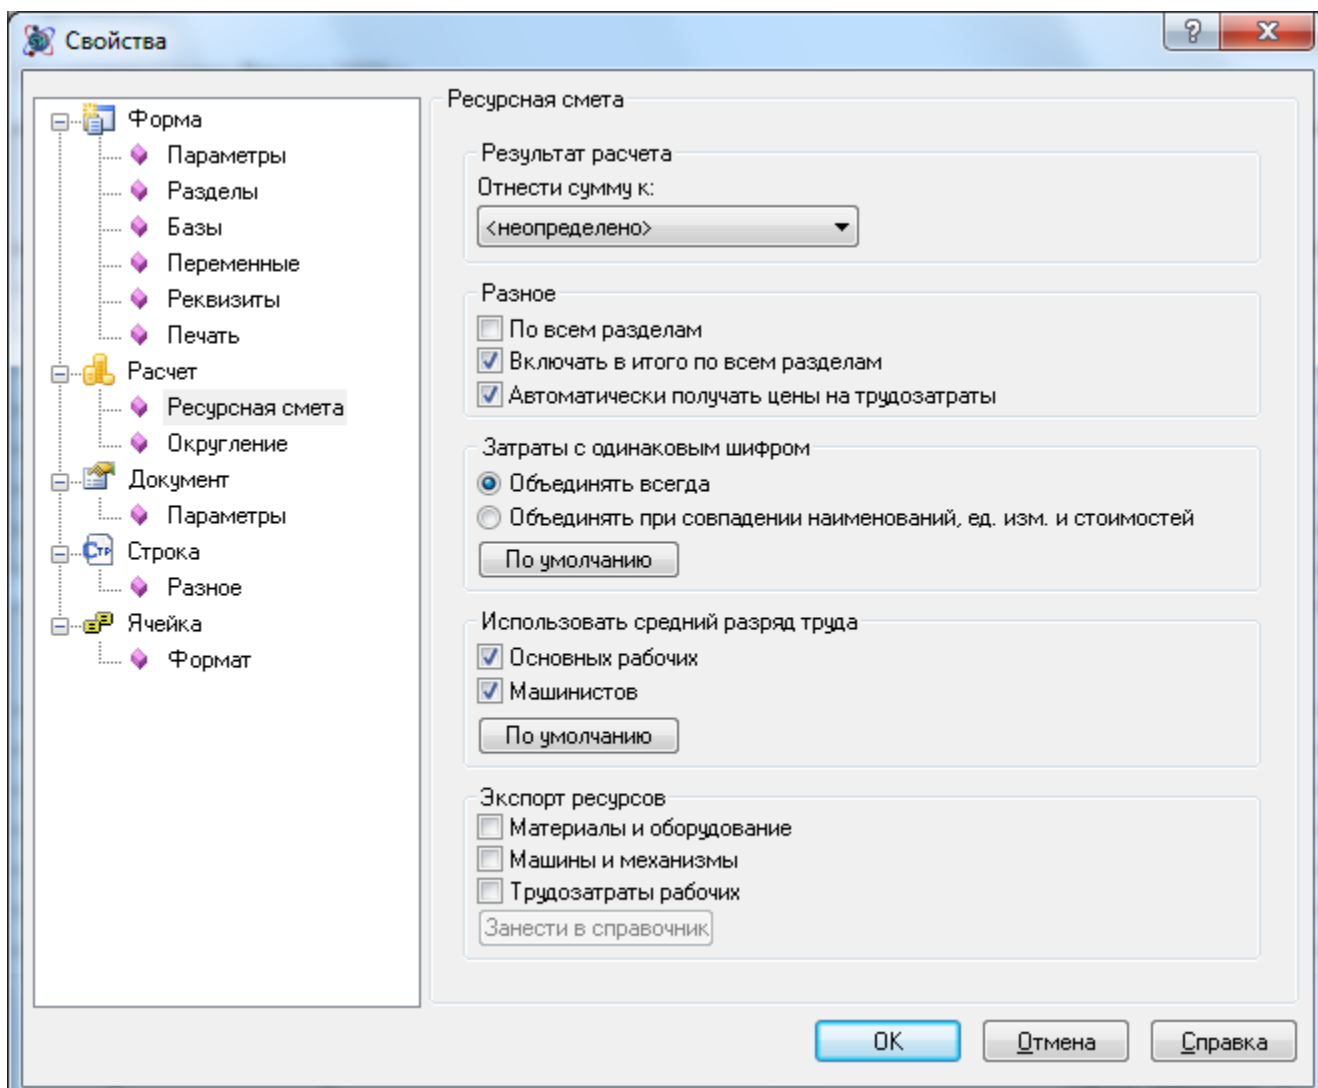 Свойства
Форма
Параметры
Разделы
Базы
Переменные
Реквизиты
Печать
Расчет
Ресурсная смета
Округление
Документ
Параметры
Стр
Строка
Разное
Ячейка
Формат
Ресурсная смета
Результат расчета
Отнести сумму к:
<неопределено>
Разное
По всем разделам
Включать в итого по всем разделам
Автоматически получать цены на трудозатраты
Затраты с одинаковым шифром
Объединять всегда
Объединять при совпадении наименований, ед. изм. и стоимостей
По умолчанию
Использовать средний разряд труда
Основных рабочих
Машинистов
По умолчанию
Экспорт ресурсов
Материалы и оборудование
Машины и механизмы
Трудозатраты рабочих
Занести в справочник
OK
Отмена
Справка